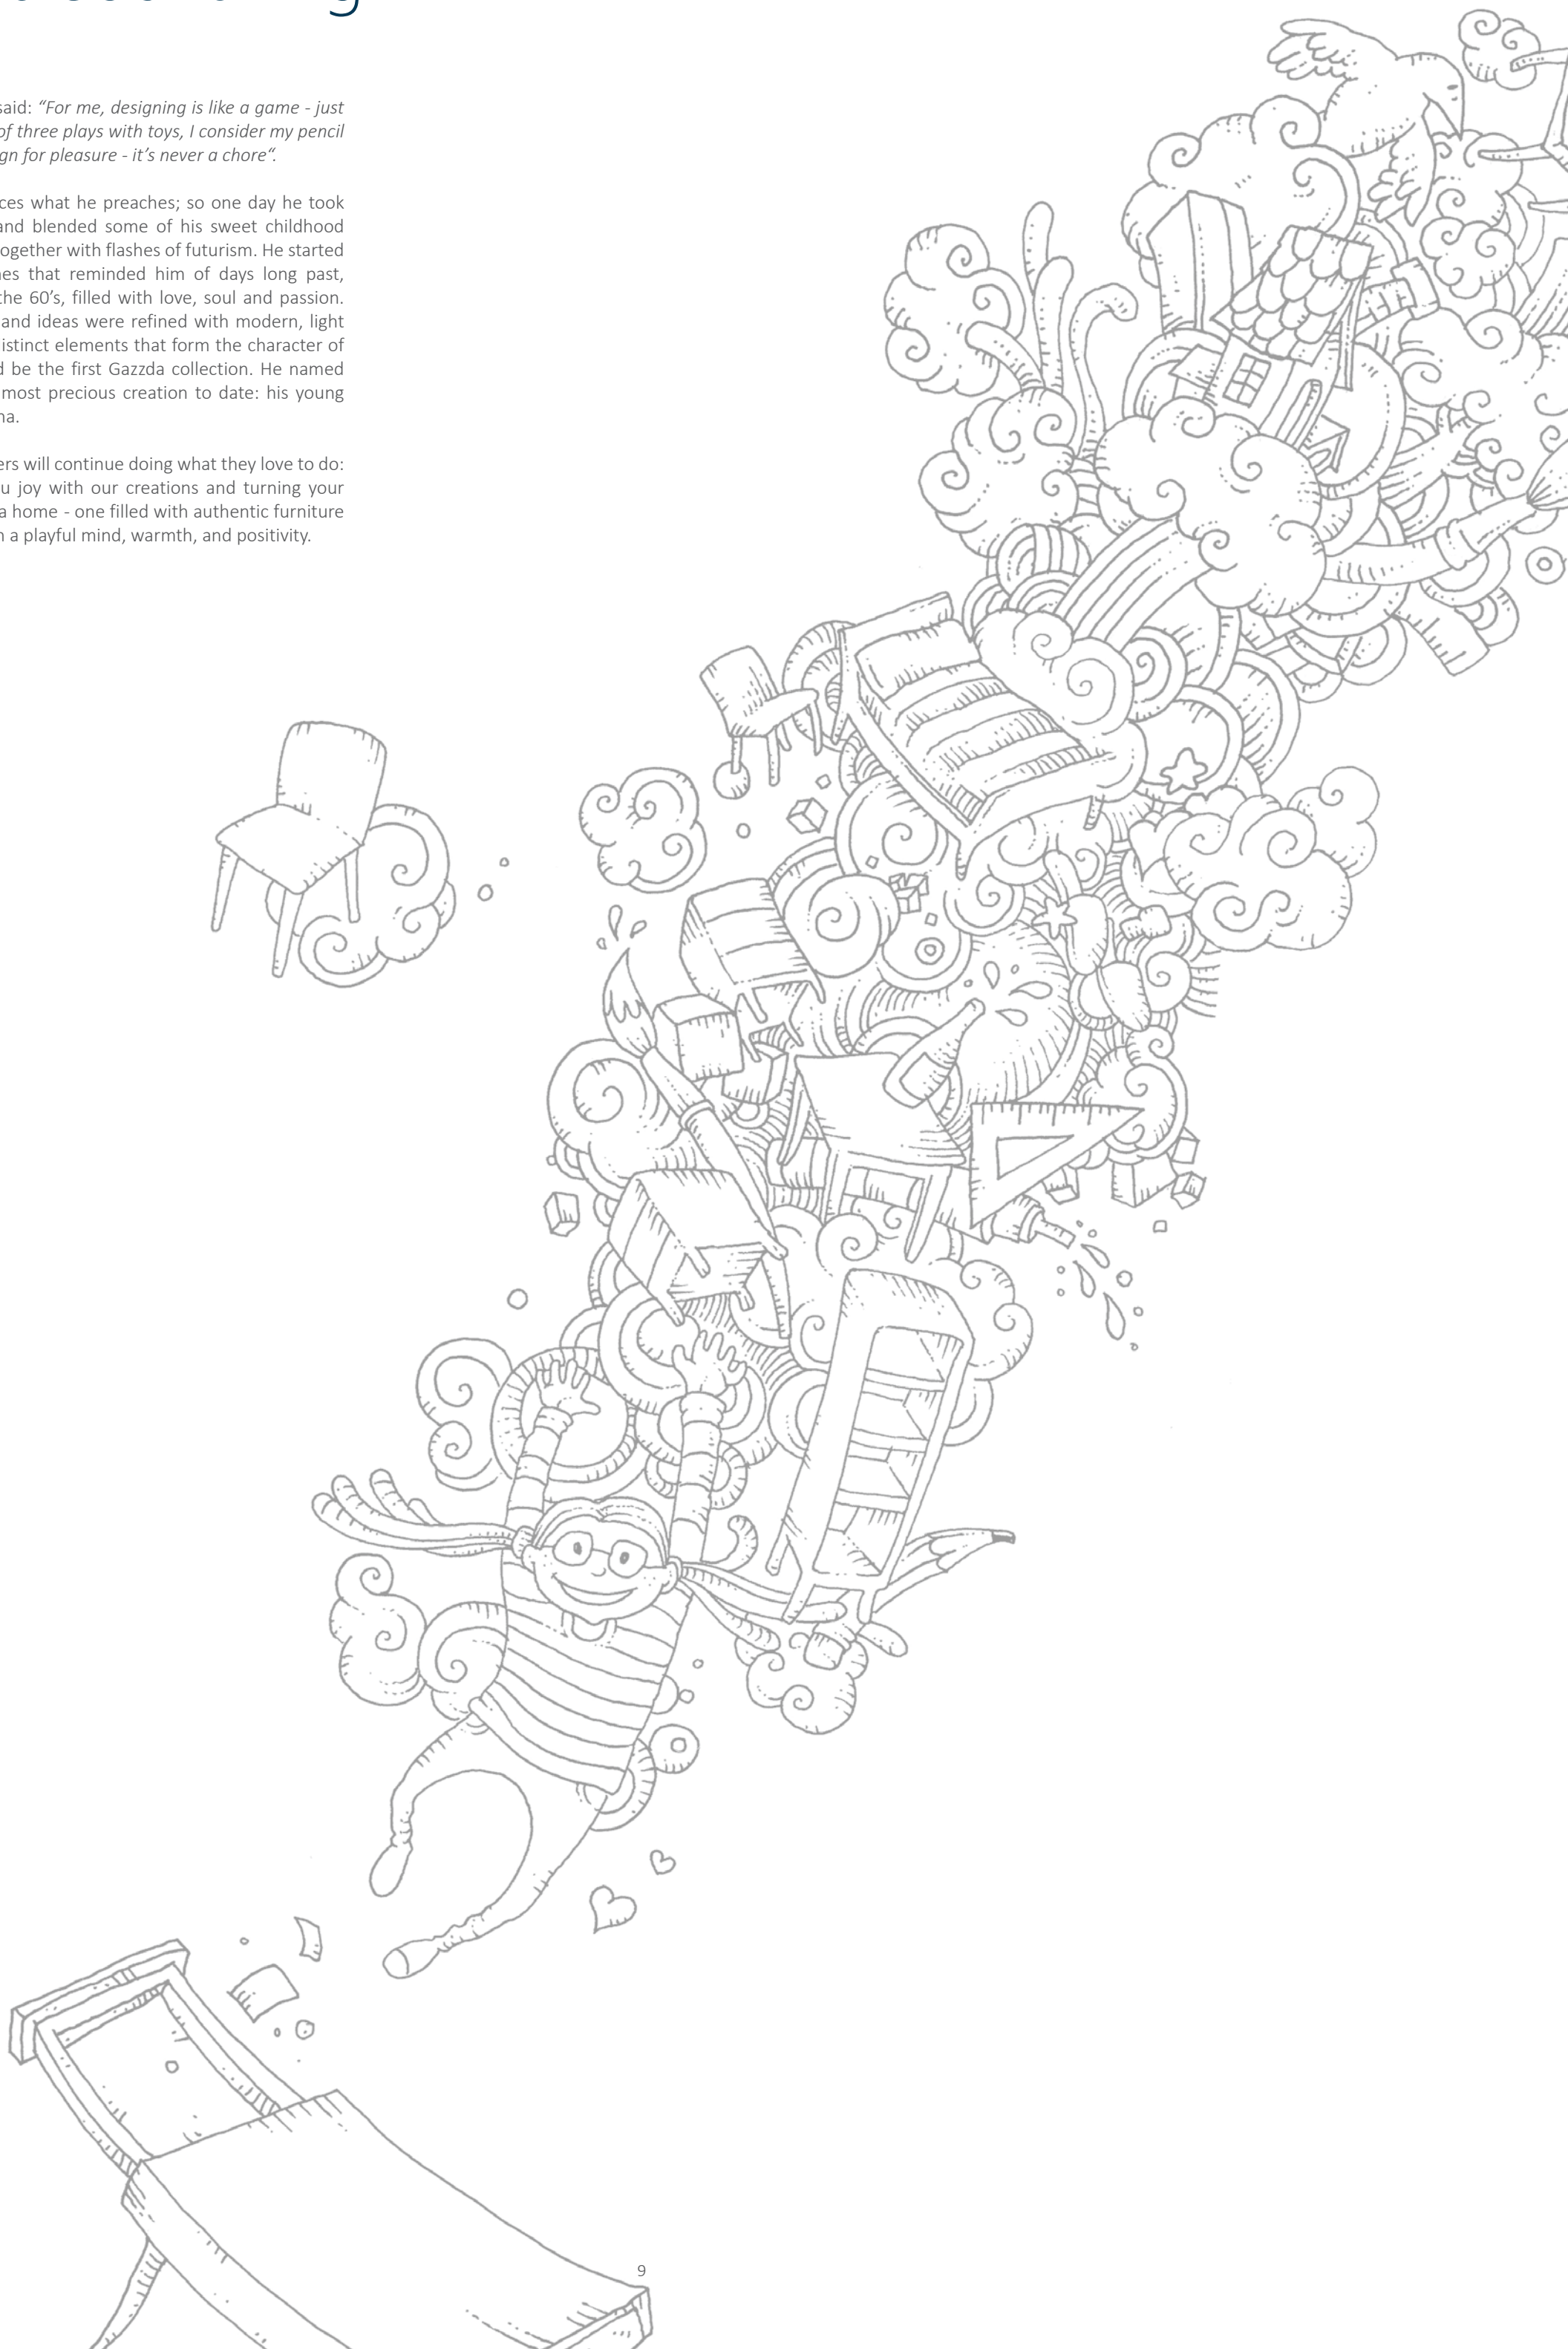 said: “For me, designing is like a game - just
of three plays with toys, I consider my pencil
gn for pleasure - it’s never a chore“.
ces what he preaches; so one day he took
and blended some of his sweet childhood
ogether with flashes of futurism. He started
nes that reminded him of days long past,
the 60’s, filled with love, soul and passion.
and ideas were refined with modern, light
istinct elements that form the character of
d be the first Gazzda collection. He named
most precious creation to date: his young
na.
ers will continue doing what they love to do:
u joy with our creations and turning your
a home - one filled with authentic furniture
n a playful mind, warmth, and positivity.
9